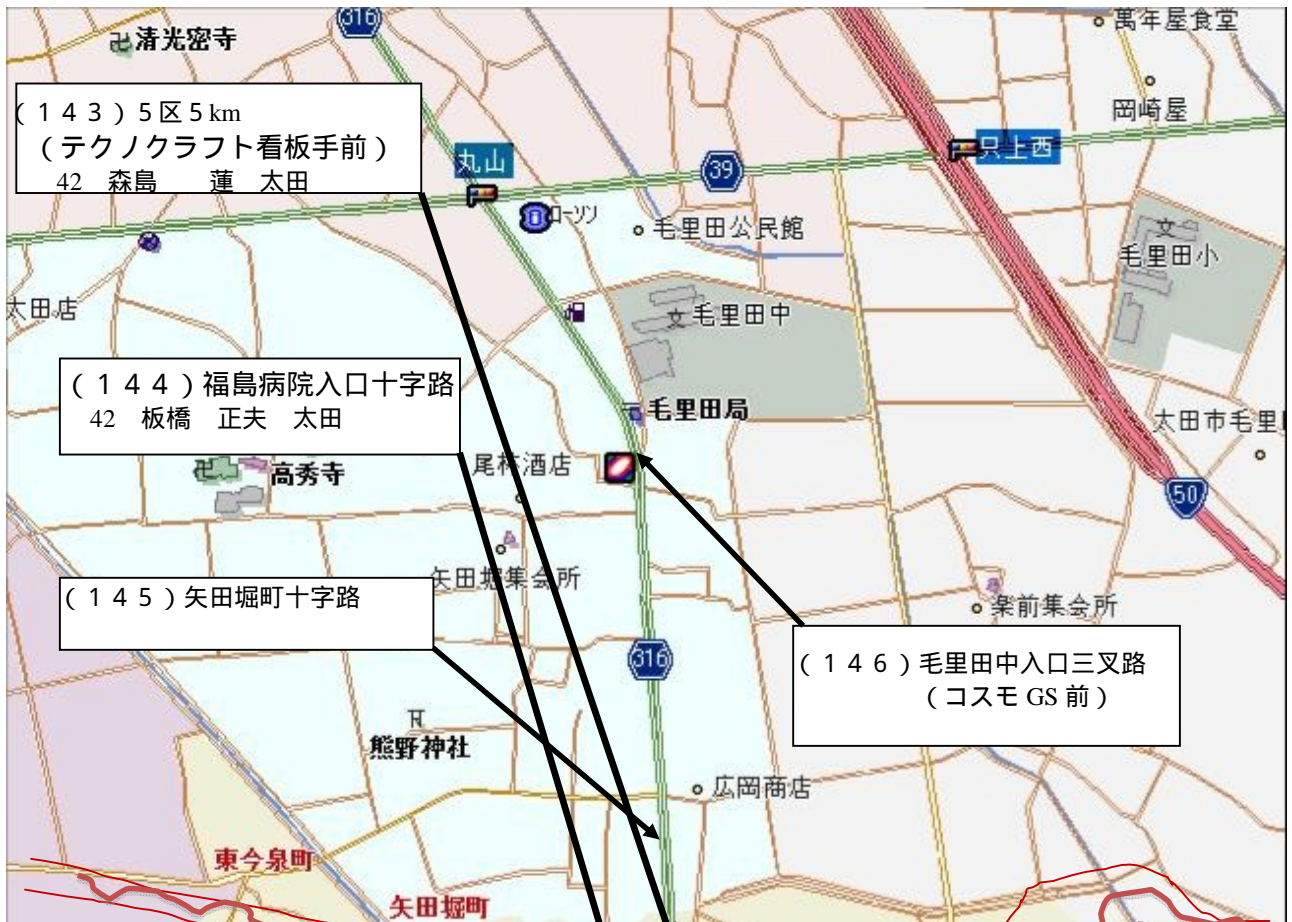 316
清光密寺
萬年屋食堂
岡崎屋
(143)5区5km
(テクノクラフト看板手前)
42 森島 蓮 太田
丸山
39
只上西
ローソン
毛里田公民館
毛里田小
太田店
毛里田中
(144)福島病院入口十字路
42 板橋 正夫 太田
毛里田局
太田市毛里
高秀寺
50
矢田堀集会所
(145)矢田堀町十字路
楽前集会所
316
(146)毛里田中入口三叉路
(コスモGS前)
熊野神社
広岡商店
東今泉町
矢田堀町